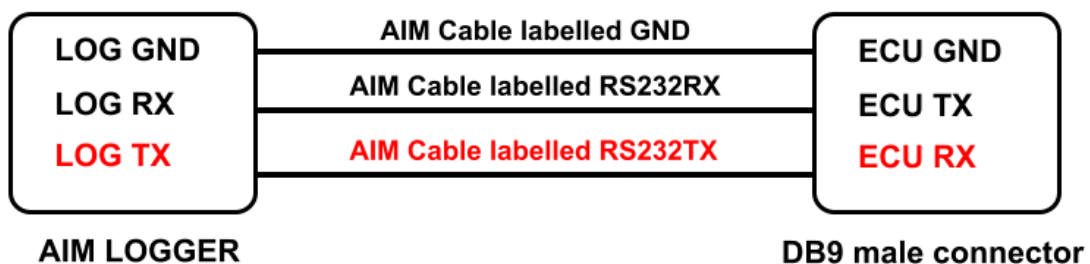 AIM Cable labelled GND
LOG GND
ECU GND
AIM Cable labelled RS232RX
LOG RX
ECU TX
AIM Cable labelled RS232TX
LOG TX
ECU RX
AIM LOGGER
DB9 male connector